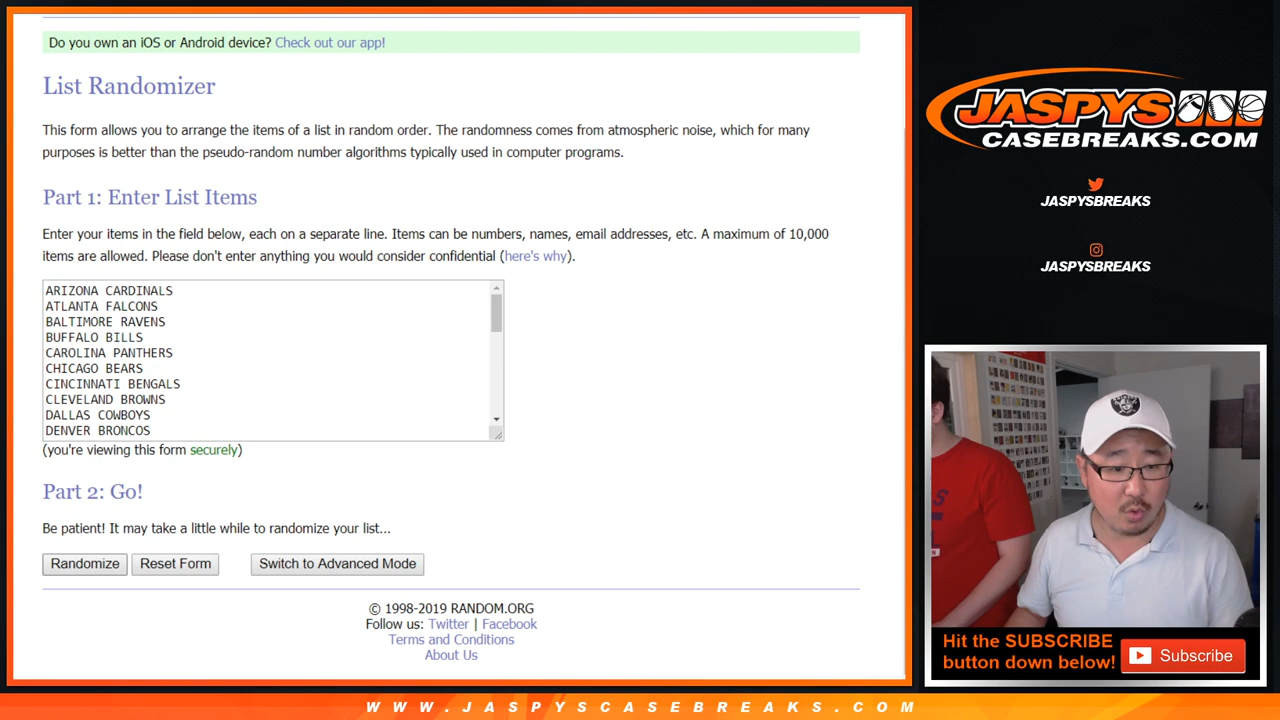 Do you own an iOS or Android device? Check out our app!
List Randomizer
This form allows you to arrange the items of a list in random order. The randomness comes from atmospheric noise, which for many
purposes is better than the pseudo-random number algorithms typically used in computer programs.
Part 1: Enter List Items
Enter your items in the field below, each on a separate line. Items can be numbers, names, email addresses, etc. A maximum of 10,000
items are allowed. Please don't enter anything you would consider confidential (here's why).
ARIZONA CARDINALS
ATLANTA FALCONS
BALTIMORE RAVENS
BUFFALO BILLS
CAROLINA PANTHERS
CHICAGO BEARS
CINCINNATI BENGALS
CLEVELAND BROWNS
DALLAS COWBOYS
DENVER BRONCOS
(you're viewing this form securely)
Part 2: Go!
Be patient! It may take a little while to randomize your list...
Randomize Reset Form Switch to Advanced Mode
© 1998-2019 RANDOM.ORG
Follow us: Twitter | Facebook
Terms and Conditions
About Us
JASPYS
CASEBREAKS.COM
JASPYSBREAKS
JASPYSBREAKS
Hit the SUBSCRIBE
button down below!
Subscribe
WWW.JASPYSCASEBREAKS.COM